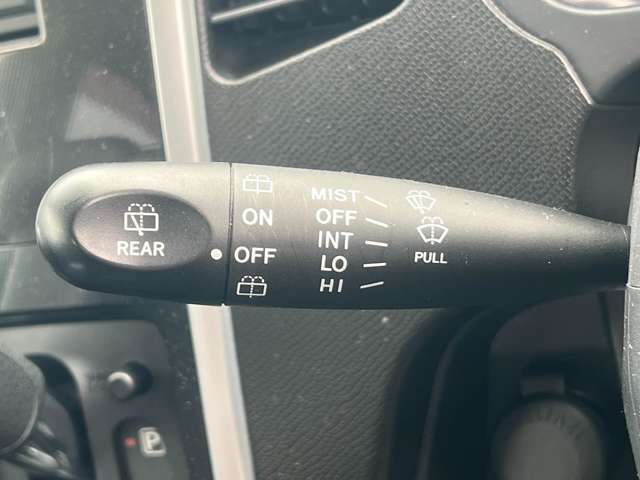 REAR
ON
OFF
MIST
OFF
INT
LO
HI
PULL
P